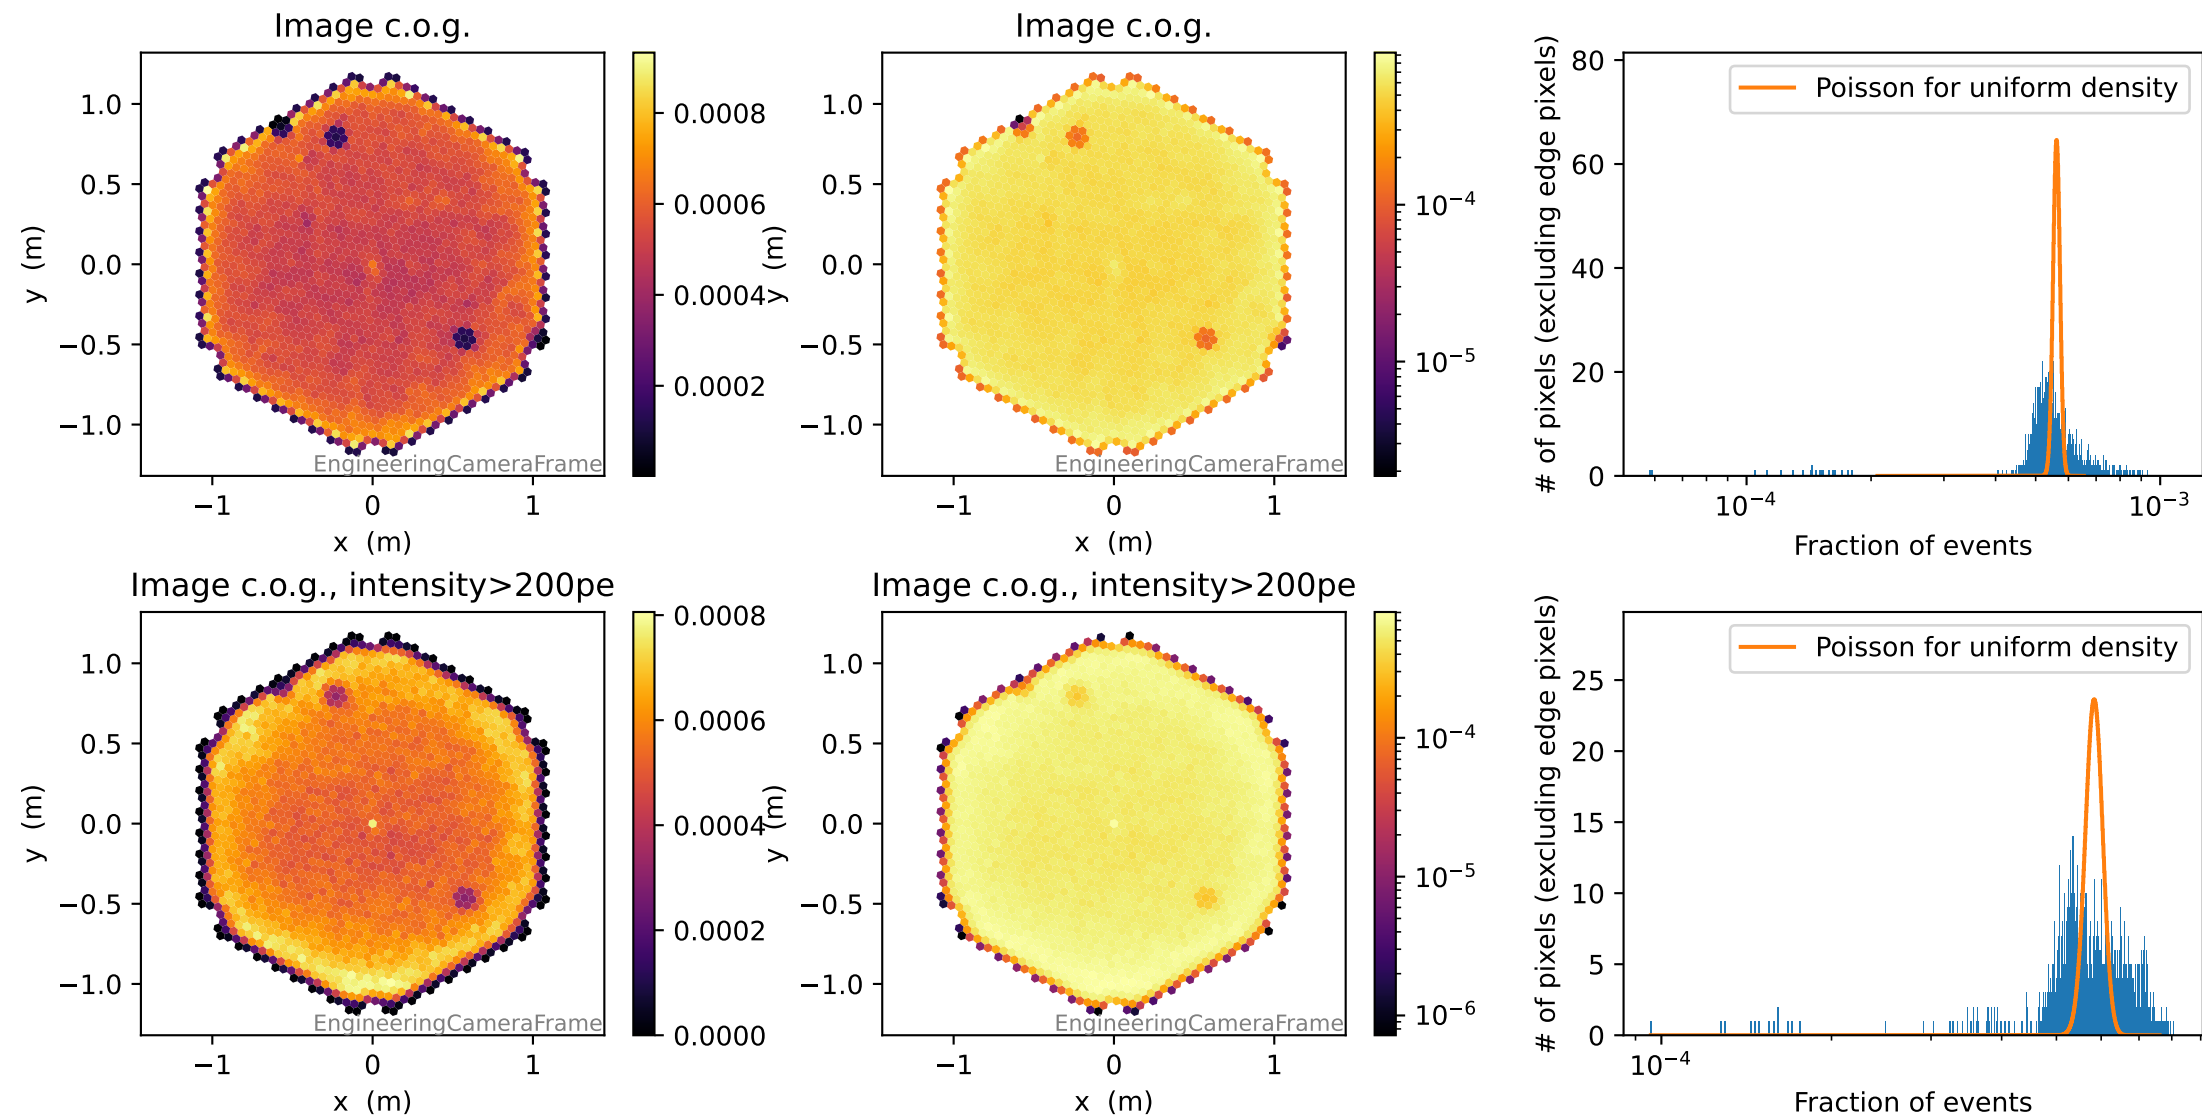 Image c.o.g.
y (m)
1.0
0.5
0.0
−0.5
−1.0
−1
0
1
x (m)
EngineeringCameraFrame
0.0008
0.0006
0.0004
0.0002
Image c.o.g.
y (m)
1.0
0.5
0.0
−0.5
−1.0
−1
0
1
x (m)
EngineeringCameraFrame
10⁻⁴
10⁻⁵
# of pixels (excluding edge pixels)
80
60
40
20
0
Poisson for uniform density
10⁻⁴
10⁻³
Fraction of events
Image c.o.g., intensity>200pe
y (m)
1.0
0.5
0.0
−0.5
−1.0
−1
0
1
x (m)
EngineeringCameraFrame
0.0008
0.0006
0.0004
0.0002
0.0000
Image c.o.g., intensity>200pe
y (m)
1.0
0.5
0.0
−0.5
−1.0
−1
0
1
x (m)
EngineeringCameraFrame
10⁻⁴
10⁻⁵
10⁻⁶
# of pixels (excluding edge pixels)
25
20
15
10
5
0
Poisson for uniform density
10⁻⁴
Fraction of events